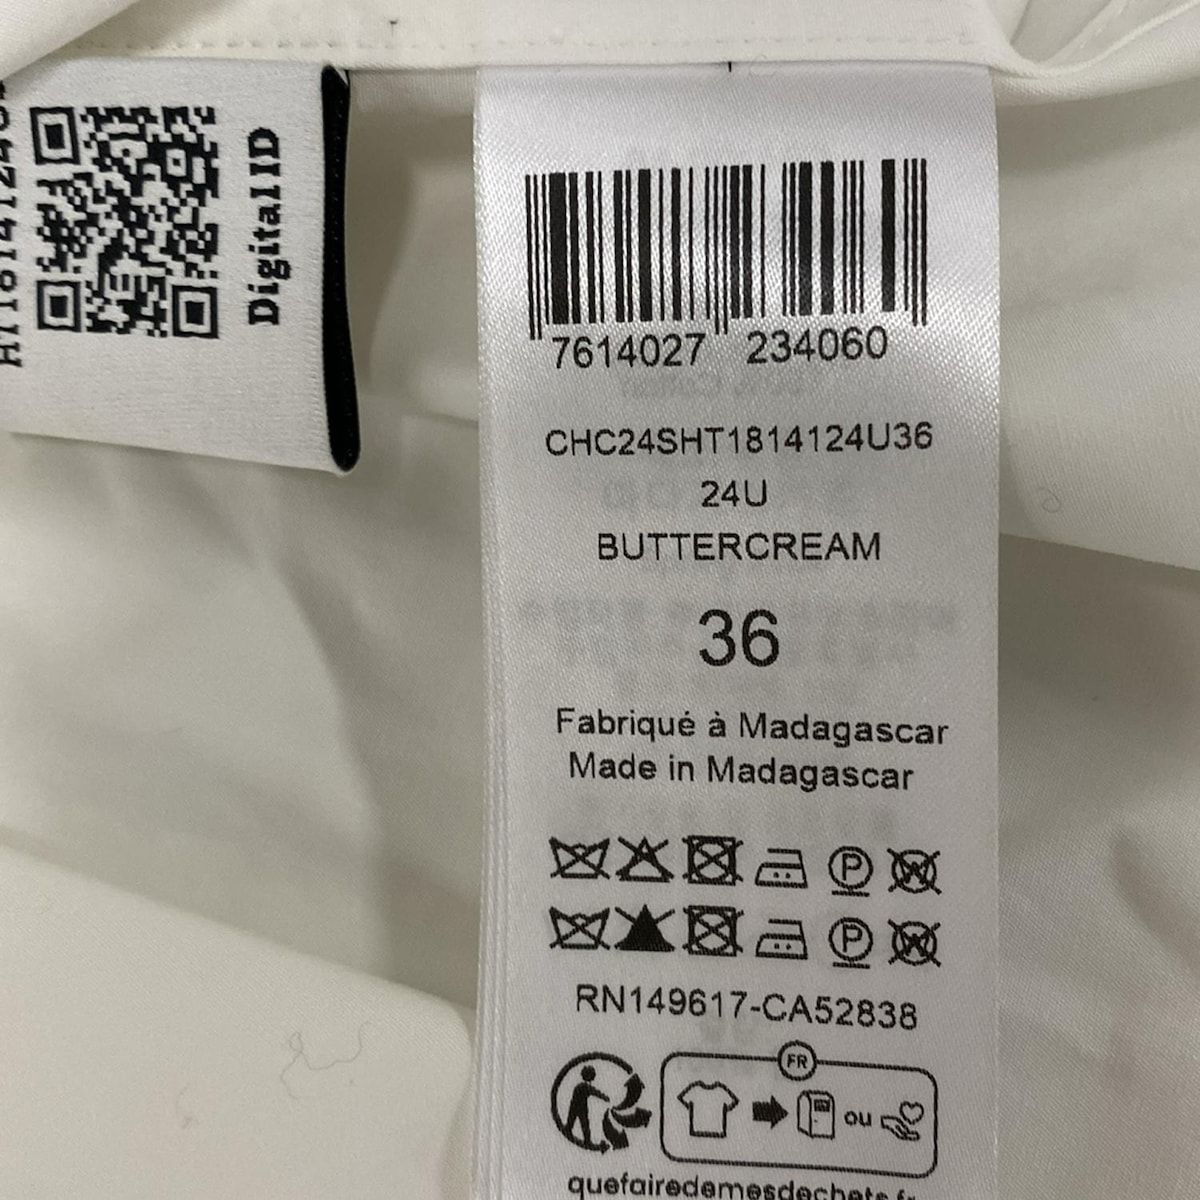 Digital ID
7614027 234060
CHC24SHT1814124U36
24U
BUTTERCREAM
36
Fabriqué à Madagascar
Made in Madagascar
P W
P W
RN149617-CA52838
FR
ou
quefairedemesdechets.fr